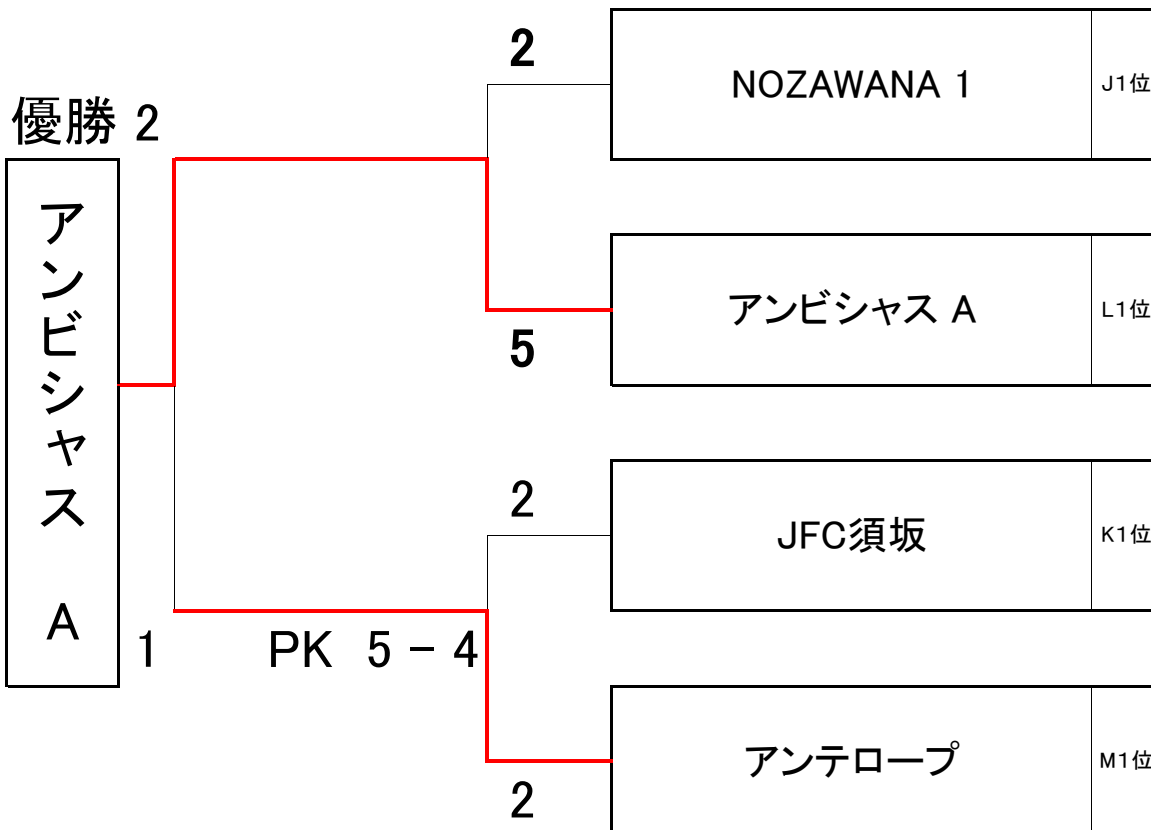 2
NOZAWANA 1
J1位
優勝 2
アンビシャス A
アンビシャス A
L1位
5
2
JFC須坂
K1位
1
PK 5 - 4
アンテロープ
M1位
2